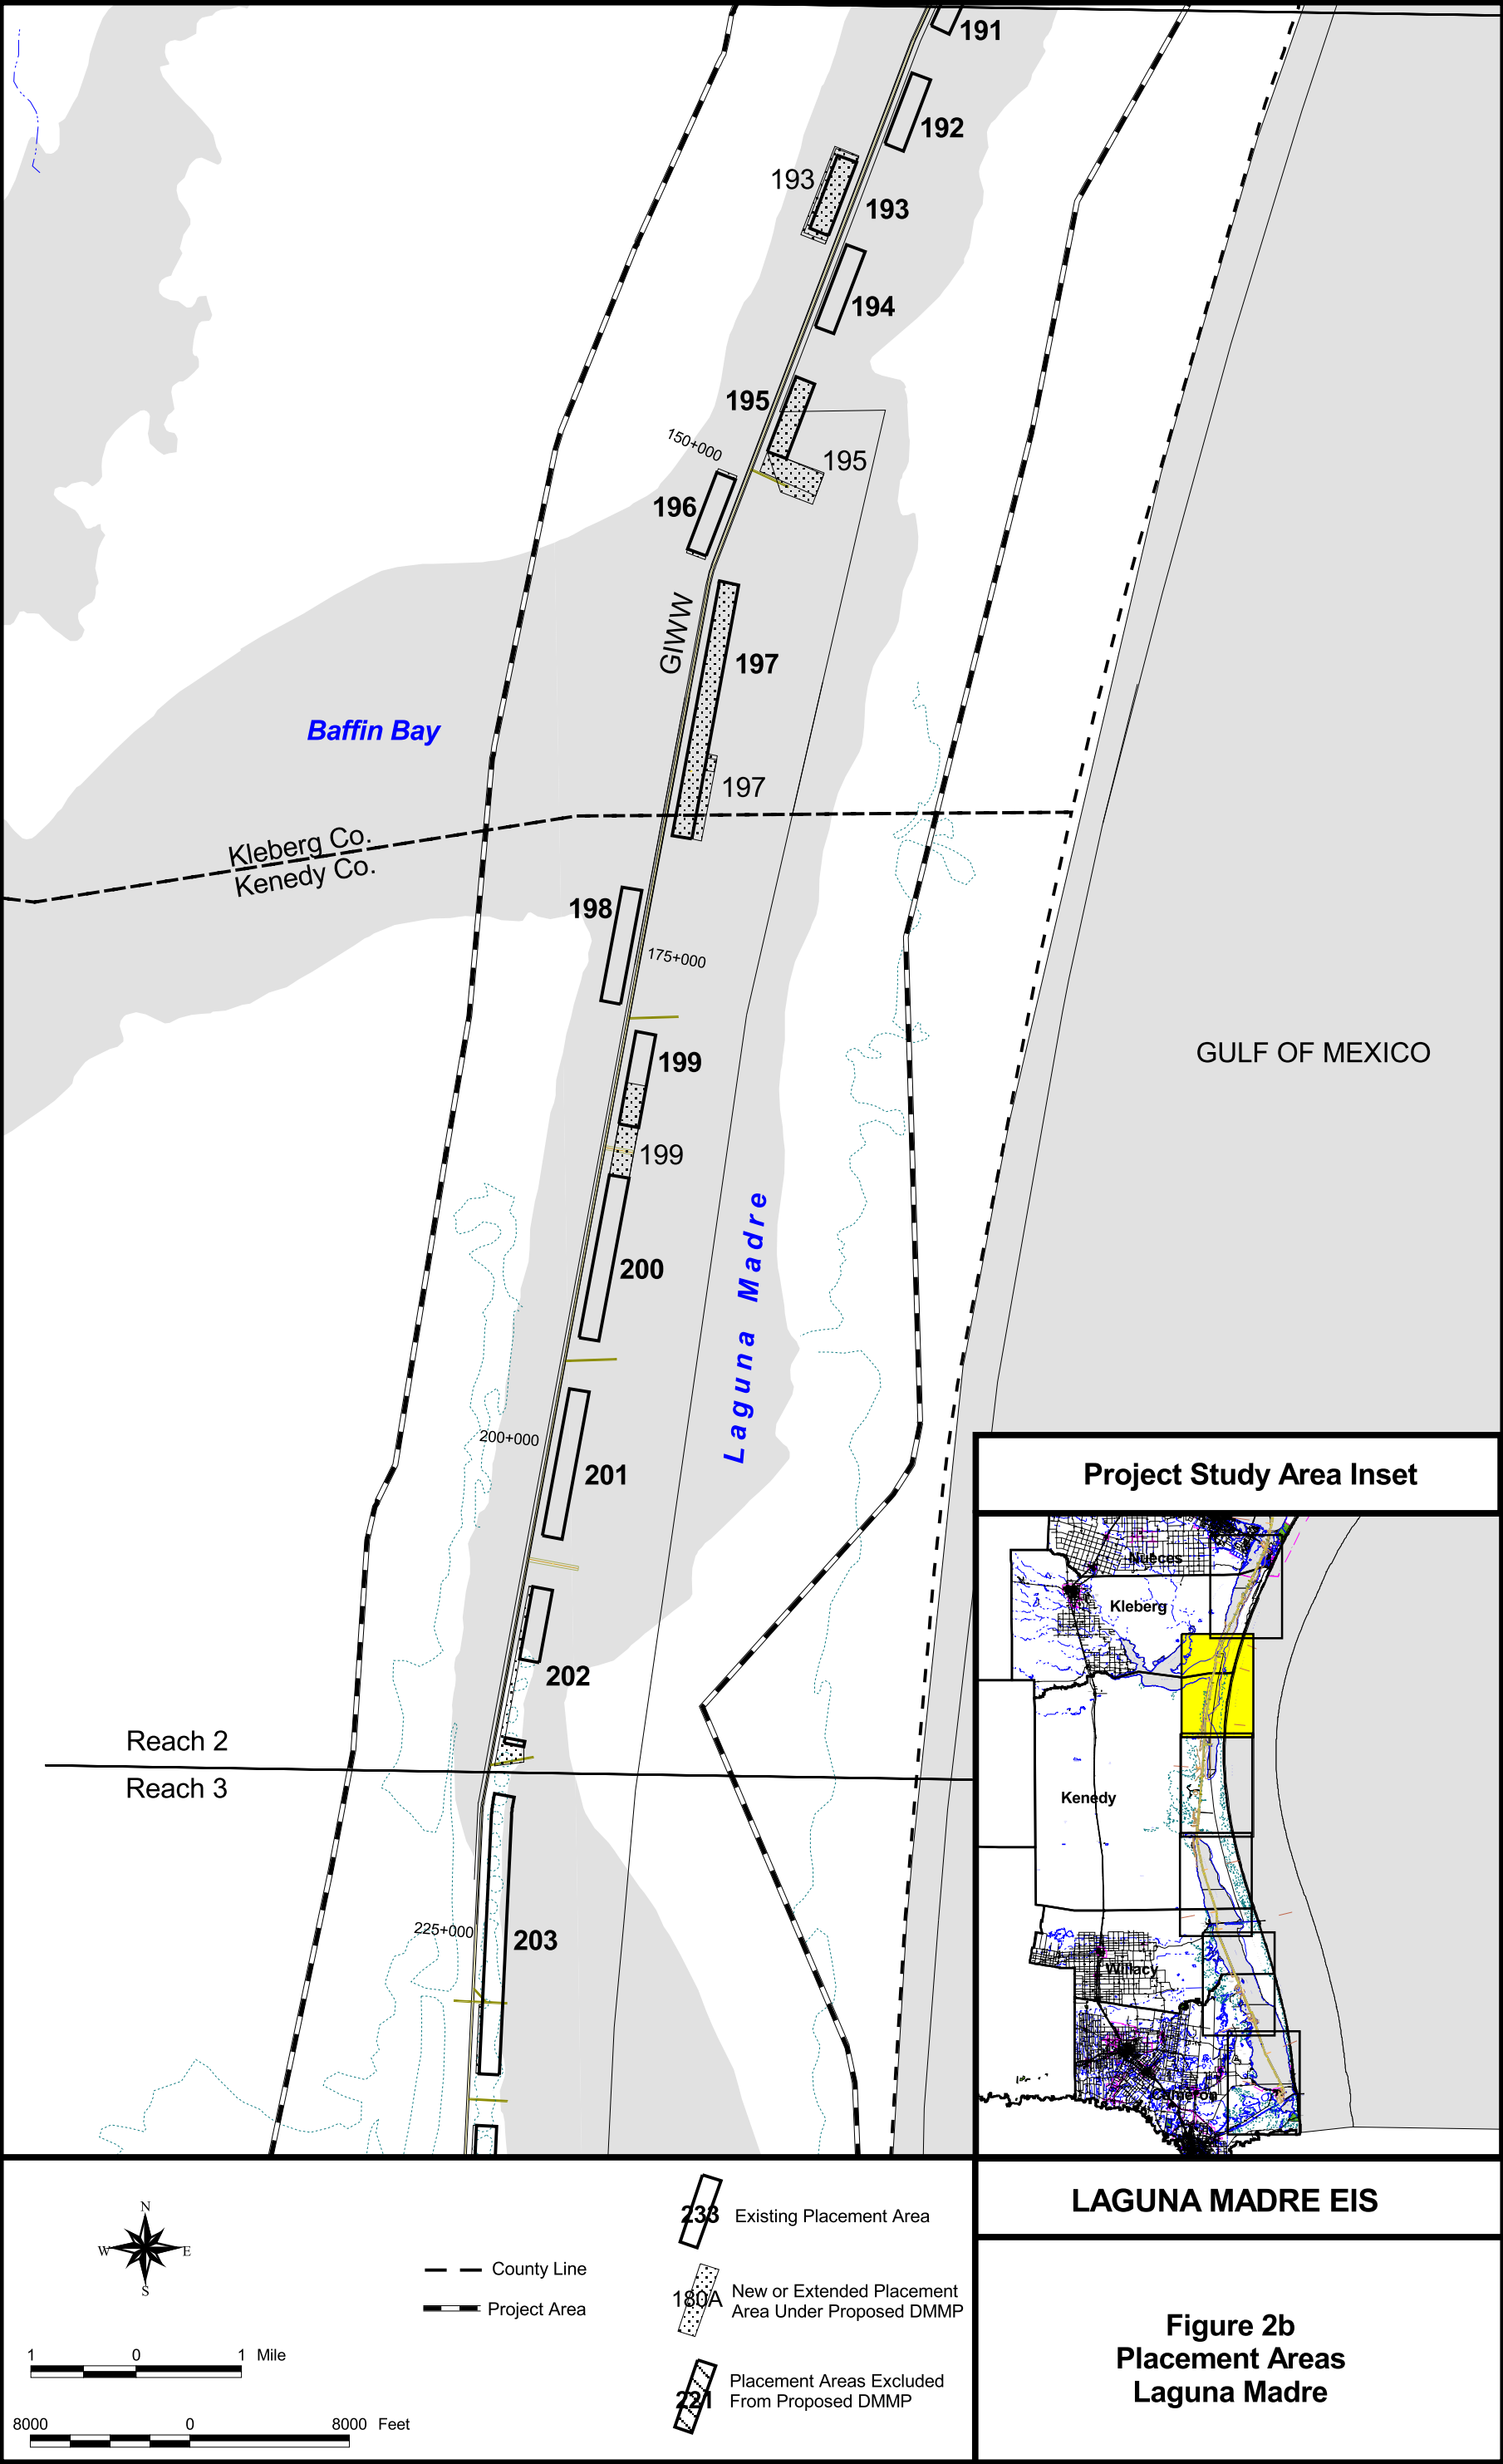 191
192
193
193
194
195
150+000
195
196
GIWW
197
Baffin Bay
197
Kleberg Co.
Kenedy Co.
198
175+000
GULF OF MEXICO
199
199
Laguna Madre
200
200+000
201
202
Reach 2
Reach 3
225+000
203
Project Study Area Inset
Nueces
Kleberg
Kenedy
Willacy
Cameron
N
W E
S
County Line
Project Area
1 0 1 Mile
8000 0 8000 Feet
233 Existing Placement Area
180A New or Extended Placement
Area Under Proposed DMMP
221 Placement Areas Excluded
From Proposed DMMP
LAGUNA MADRE EIS
Figure 2b
Placement Areas
Laguna Madre